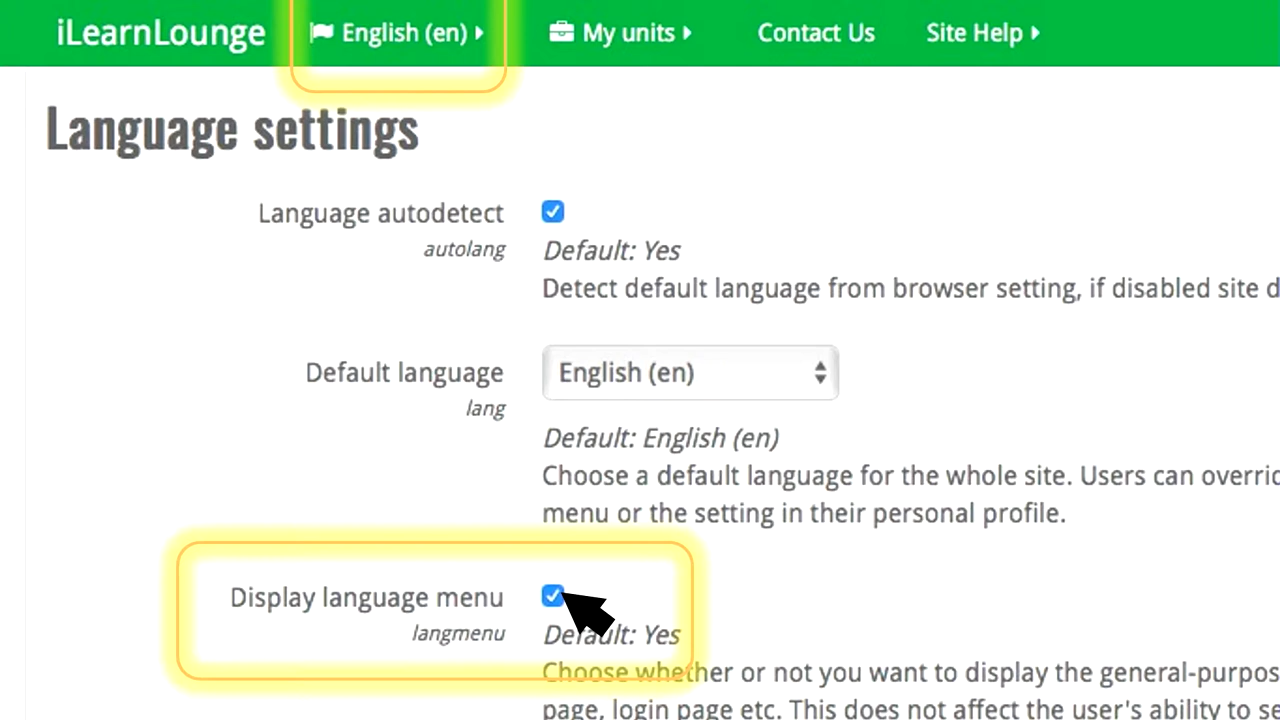 iLearnLounge English (en) My units Contact Us Site Help
Language settings
Language autodetect
autolang
Default: Yes
Detect default language from browser setting, if disabled site d
Default language English (en)
lang
Default: English (en)
Choose a default language for the whole site. Users can overrid
menu or the setting in their personal profile.
Display language menu
langmenu
Default: Yes
Choose whether or not you want to display the general-purpos
page, login page etc. This does not affect the user's ability to se